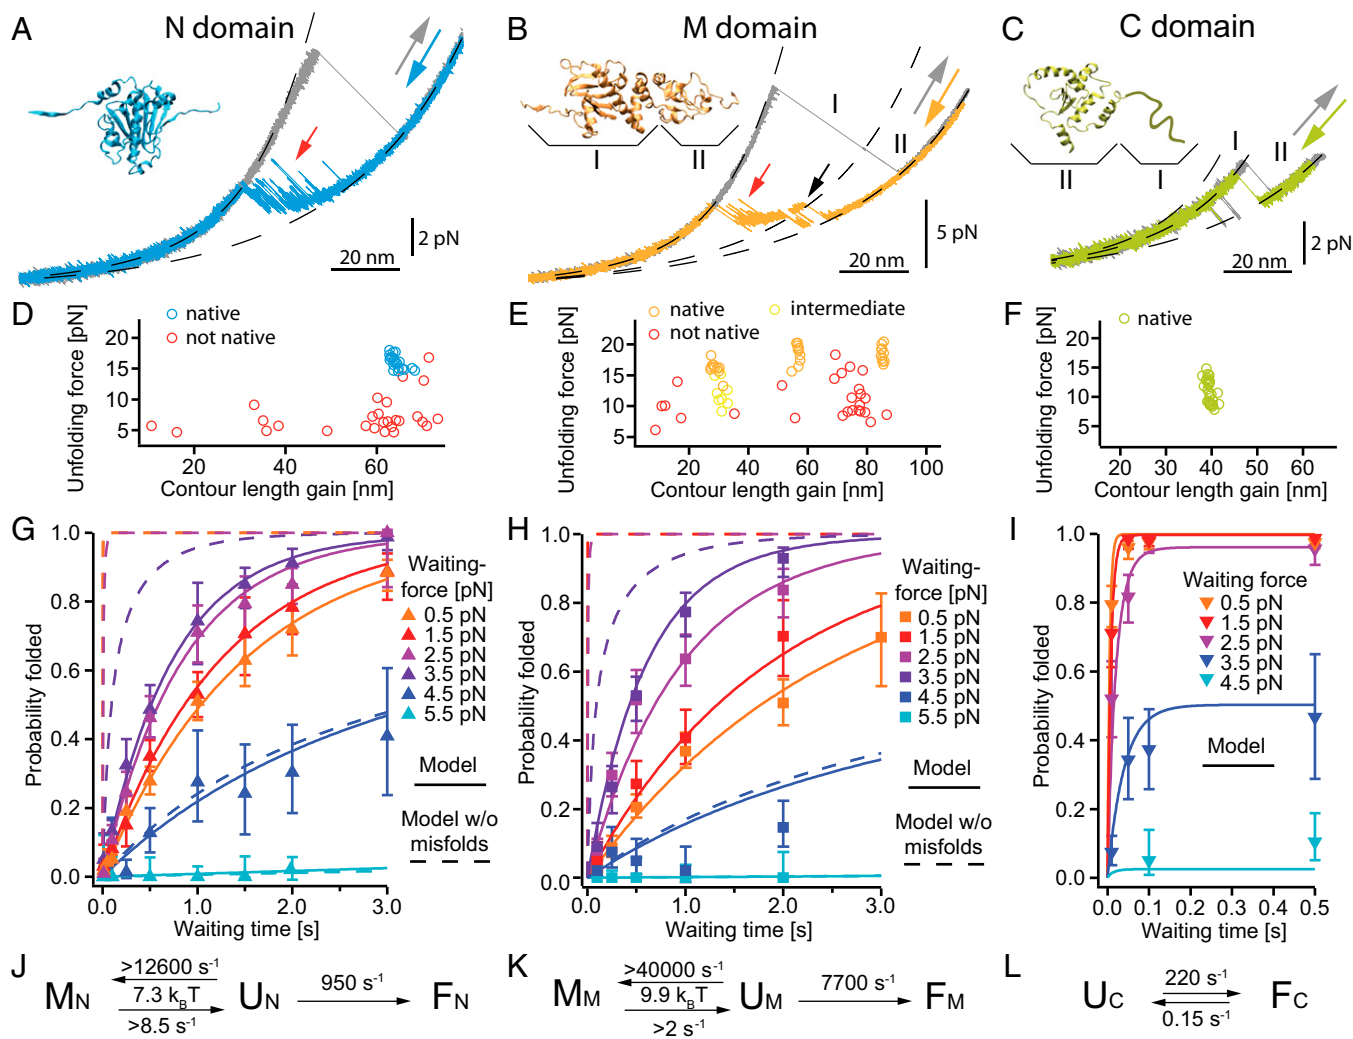 A N domain
2 pN
20 nm
B M domain
I II
I
II
5 pN
20 nm
C C domain
II I
I
II
2 pN
20 nm
D
native
not native
Unfolding force [pN]
20
15
10
5
20 40 60
Contour length gain [nm]
E
native intermediate
not native
Unfolding force [pN]
20
15
10
5
20 40 60 80 100
Contour length gain [nm]
F
native
Unfolding force [pN]
20
15
10
5
20 30 40 50 60
Contour length gain [nm]
G
Probability folded
1.0
0.8
0.6
0.4
0.2
0.0
0.0 1.0 2.0 3.0
Waiting time [s]
Waiting-
force [pN]
0.5 pN
1.5 pN
2.5 pN
3.5 pN
4.5 pN
5.5 pN
Model
Model w/o
misfolds
H
Probability folded
1.0
0.8
0.6
0.4
0.2
0.0
0.0 1.0 2.0 3.0
Waiting time [s]
Waiting-
force [pN]
0.5 pN
1.5 pN
2.5 pN
3.5 pN
4.5 pN
5.5 pN
Model
Model w/o
misfolds
I
Probability folded
1.0
0.8
0.6
0.4
0.2
0.0
0.0 0.1 0.2 0.3 0.4 0.5
Waiting time [s]
Waiting force [pN]
0.5 pN
1.5 pN
2.5 pN
3.5 pN
4.5 pN
Model
J
>12600 s⁻¹
950 s⁻¹
M_N 7.3 k_BT U_N F_N
>8.5 s⁻¹
K
>40000 s⁻¹
7700 s⁻¹
M_M 9.9 k_BT U_M F_M
>2 s⁻¹
L
220 s⁻¹
U_C F_C
0.15 s⁻¹